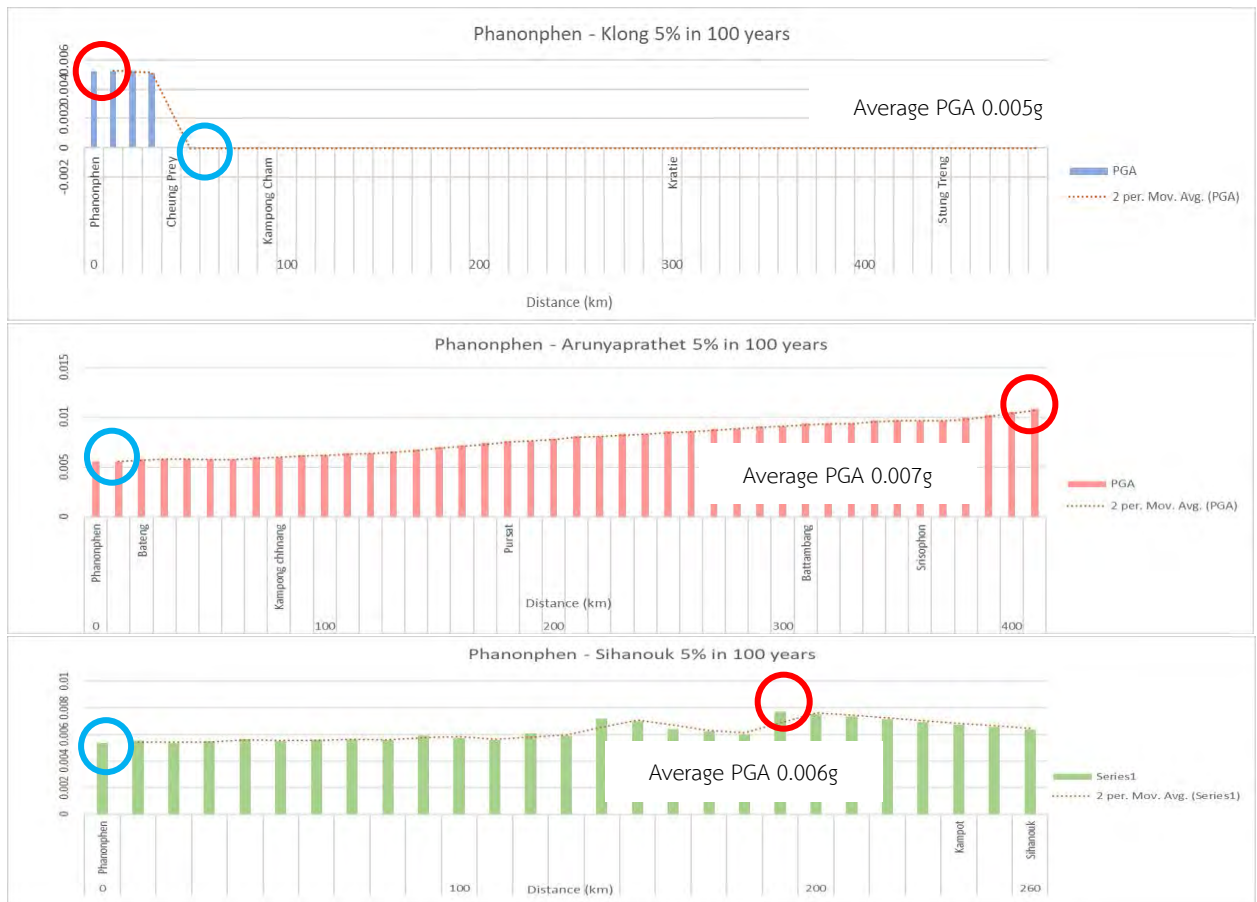 Phanonphen - Klong 5% in 100 years
0.006
0.004
0.002
0
-0.002
Average PGA 0.005g
PGA
2 per. Mov. Avg. (PGA)
Phanonphen
Cheung Prey
Kampong Cham
Kratie
Stung Treng
0 100 200 300 400
Distance (km)
Phanonphen - Arunyaprathet 5% in 100 years
0.015
0.01
0.005
0
Average PGA 0.007g
PGA
2 per. Mov. Avg. (PGA)
Phanonphen
Bateng
Kampong chhnang
Pursat
Battambang
Srisophon
Distance (km)
0 100 200 300 400
Phanonphen - Sihanouk 5% in 100 years
0.01
0.008
0.006
0.004
0.002
0
Average PGA 0.006g
Series1
2 per. Mov. Avg. (Series1)
Phanonphen
Kampot
Sihanouk
0 100 200 260
Distance (km)